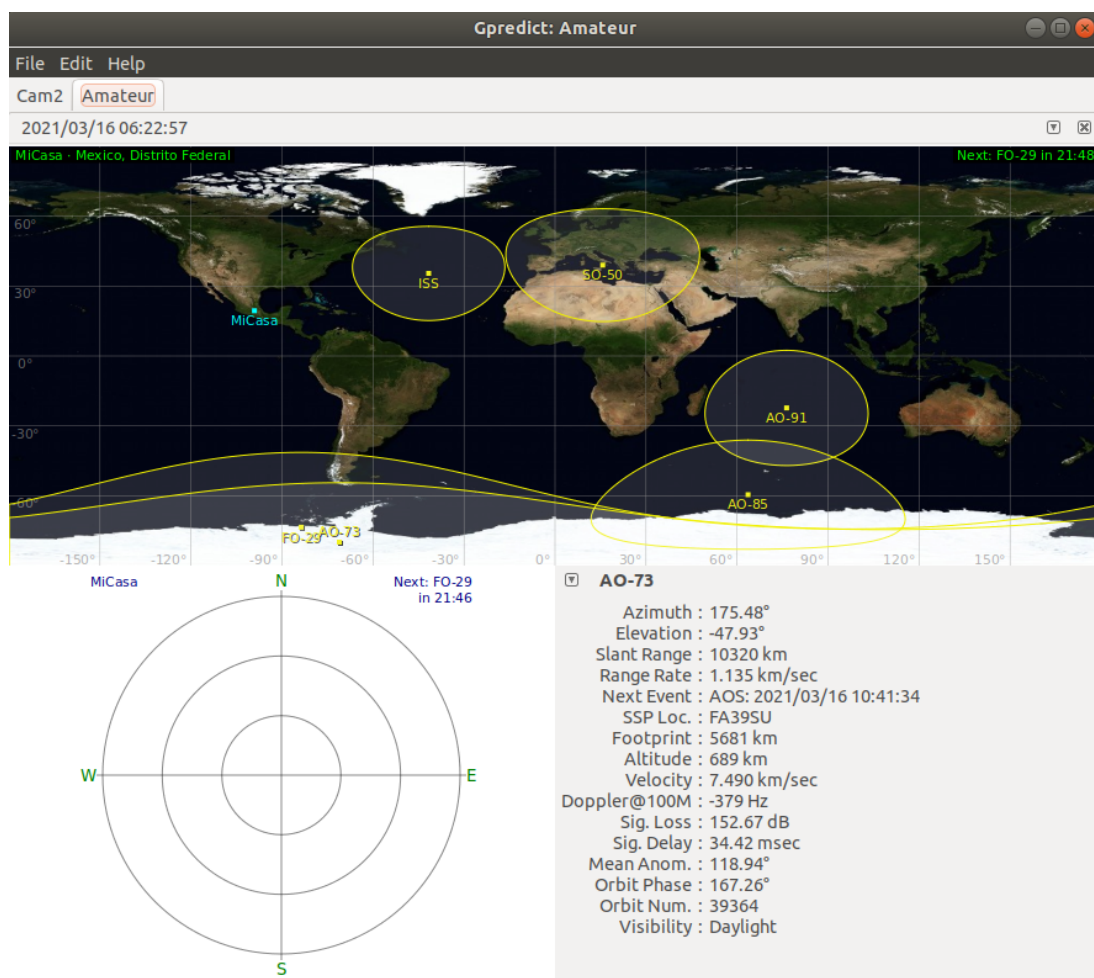 Gpredict: Amateur
File Edit Help
Cam2 Amateur
2021/03/16 06:22:57
MiCasa · Mexico, Distrito Federal
Next: FO-29 in 21:48
60°
SO-50
ISS
30°
MiCasa
0°
AO-91
-30°
-60°
AO-85
FO-29
AO-73
-150° -120° -90° -60° -30° 0° 30° 60° 90° 120° 150°
MiCasa
N
Next: FO-29
in 21:46
W
E
S
AO-73
Azimuth : 175.48°
Elevation : -47.93°
Slant Range : 10320 km
Range Rate : 1.135 km/sec
Next Event : AOS: 2021/03/16 10:41:34
SSP Loc. : FA39SU
Footprint : 5681 km
Altitude : 689 km
Velocity : 7.490 km/sec
Doppler@100M : -379 Hz
Sig. Loss : 152.67 dB
Sig. Delay : 34.42 msec
Mean Anom. : 118.94°
Orbit Phase : 167.26°
Orbit Num. : 39364
Visibility : Daylight